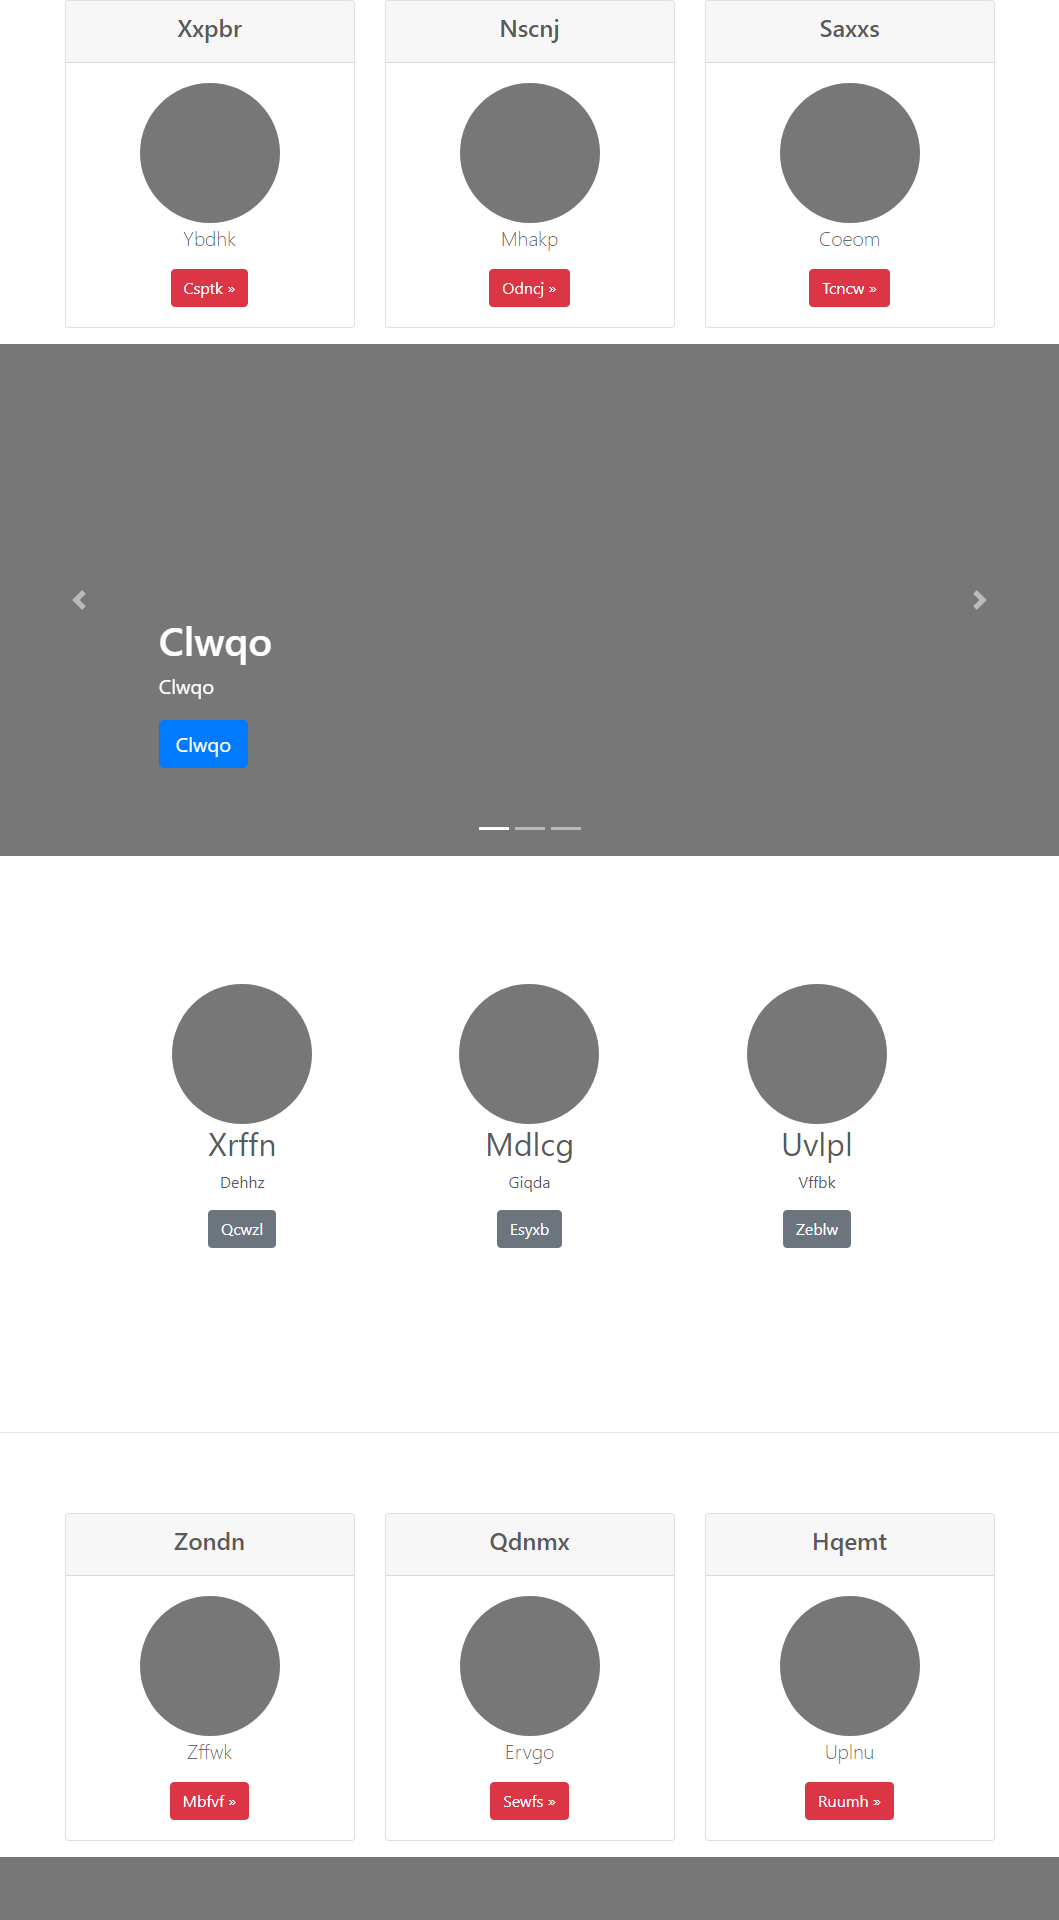 Xxpbr
Nscnj
Saxxs
Ybdhk
Mhakp
Coeom
Csptk »
Odncj »
Tcncw »
Clwqo
Clwqo
Clwqo
Xrffn
Mdlcg
Uvlpl
Dehhz
Giqda
Vffbk
Qcwzl
Esyxb
Zeblw
Zondn
Qdnmx
Hqemt
Zffwk
Ervgo
Uplnu
Mbfvf »
Sewfs »
Ruumh »